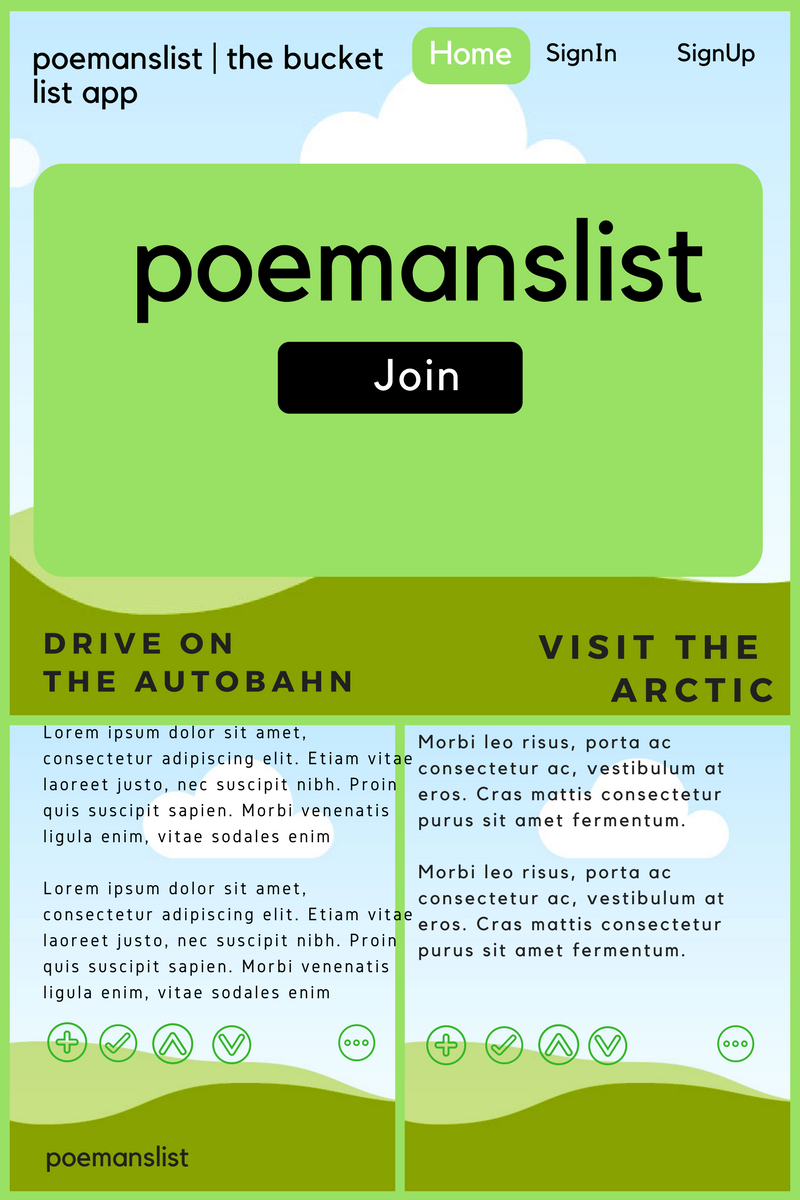 poemanslist | the bucket
list app
Home
SignIn
SignUp
poemanslist
Join
DRIVE ON
THE AUTOBAHN
VISIT THE
ARCTIC
Lorem ipsum dolor sit amet,
consectetur adipiscing elit. Etiam vitae
laoreet justo, nec suscipit nibh. Proin
quis suscipit sapien. Morbi venenatis
ligula enim, vitae sodales enim
Lorem ipsum dolor sit amet,
consectetur adipiscing elit. Etiam vitae
laoreet justo, nec suscipit nibh. Proin
quis suscipit sapien. Morbi venenatis
ligula enim, vitae sodales enim
Morbi leo risus, porta ac
consectetur ac, vestibulum at
eros. Cras mattis consectetur
purus sit amet fermentum.
Morbi leo risus, porta ac
consectetur ac, vestibulum at
eros. Cras mattis consectetur
purus sit amet fermentum.
poemanslist